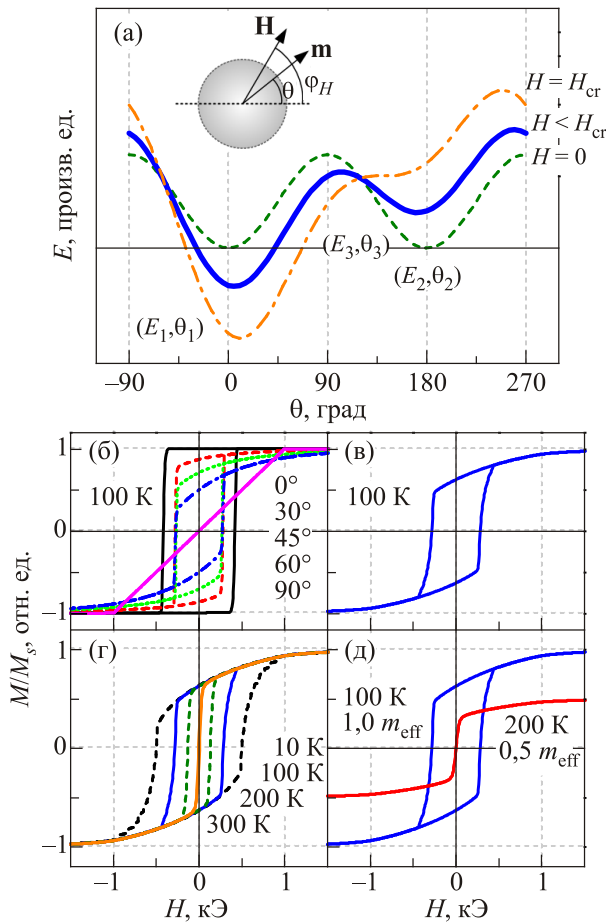 (а)
H
m
φH
θ
H = Hcr
H < Hcr
H = 0
E, произв. ед.
(E3,θ3)
(E2,θ2)
(E1,θ1)
–90 0 90 180 270
θ, град
(б)
100 K
0°
30°
45°
60°
90°
1
0
–1
(в)
100 K
M/Ms, отн. ед.
(г)
10 K
100 K
200 K
300 K
1
0
–1
–1 0 1
H, кЭ
(д)
100 K
1,0 meff
200 K
0,5 meff
–1 0 1
H, кЭ